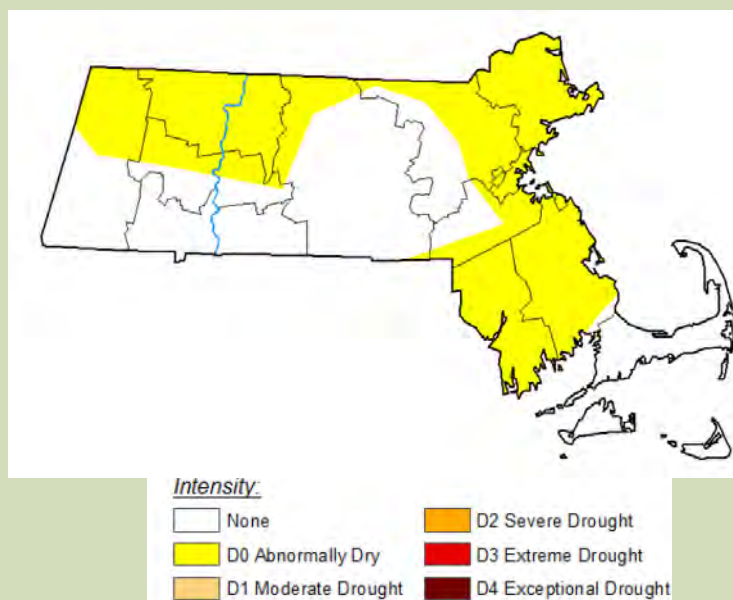 Intensity:
None
D0 Abnormally Dry
D1 Moderate Drought
D2 Severe Drought
D3 Extreme Drought
D4 Exceptional Drought